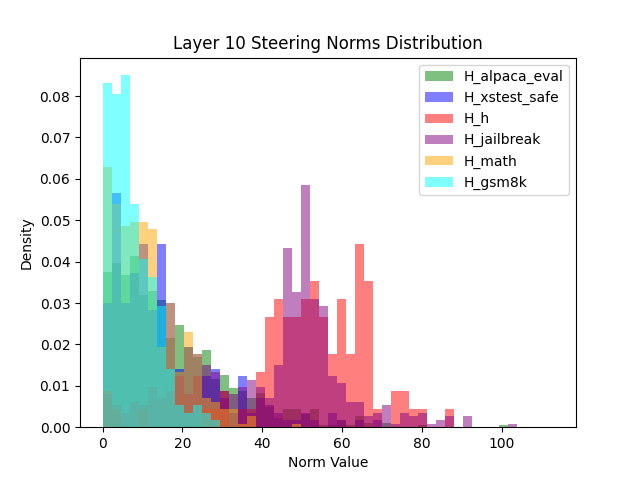 Layer 10 Steering Norms Distribution
H_alpaca_eval
H_xstest_safe
H_h
H_jailbreak
H_math
H_gsm8k
0.08
0.07
0.06
0.05
0.04
0.03
0.02
0.01
0.00
Density
0 20 40 60 80 100
Norm Value